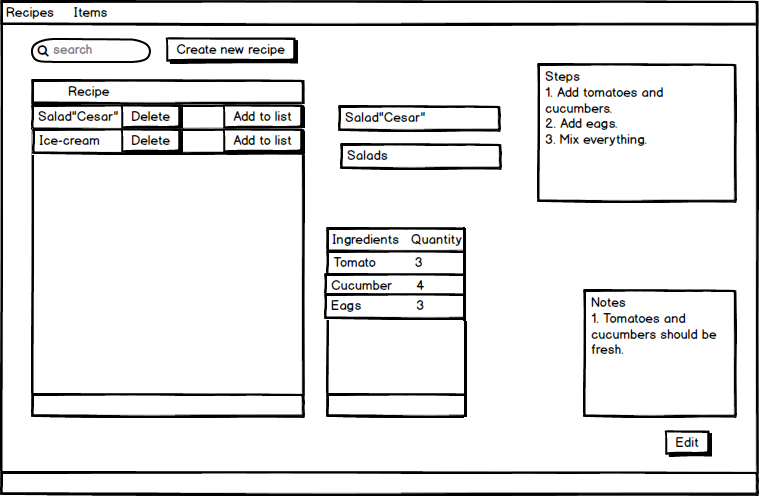 Recipes Items
search
Create new recipe
Recipe
Salad"Cesar" Delete Add to list
Ice-cream Delete Add to list
Salad"Cesar"
Salads
Ingredients Quantity
Tomato 3
Cucumber 4
Eags 3
Steps
1. Add tomatoes and
cucumbers.
2. Add eags.
3. Mix everything.
Notes
1. Tomatoes and
cucumbers should be
fresh.
Edit